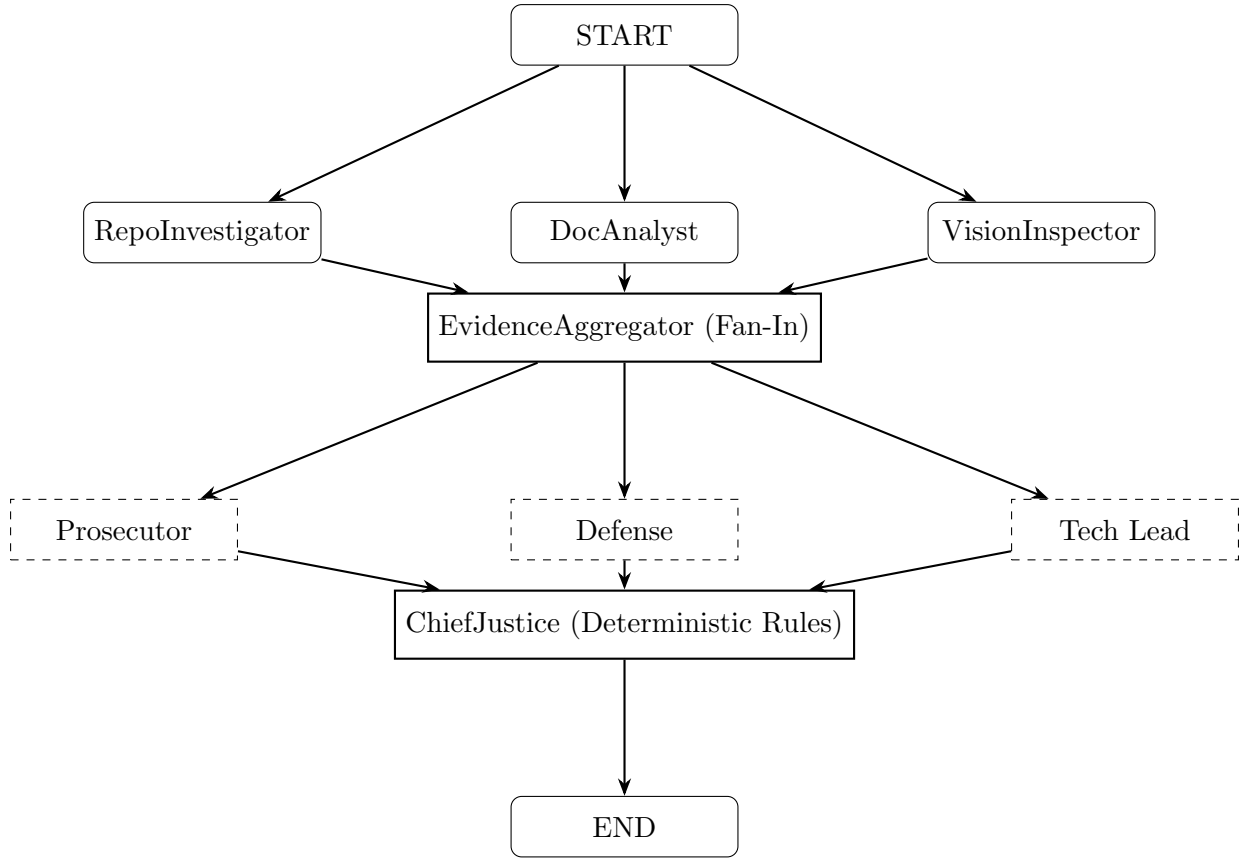 START
RepoInvestigator
DocAnalyst
VisionInspector
EvidenceAggregator (Fan-In)
Prosecutor
Defense
Tech Lead
ChiefJustice (Deterministic Rules)
END